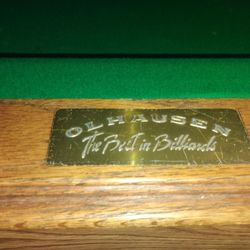 OLHAUSEN
The Best in Billiards